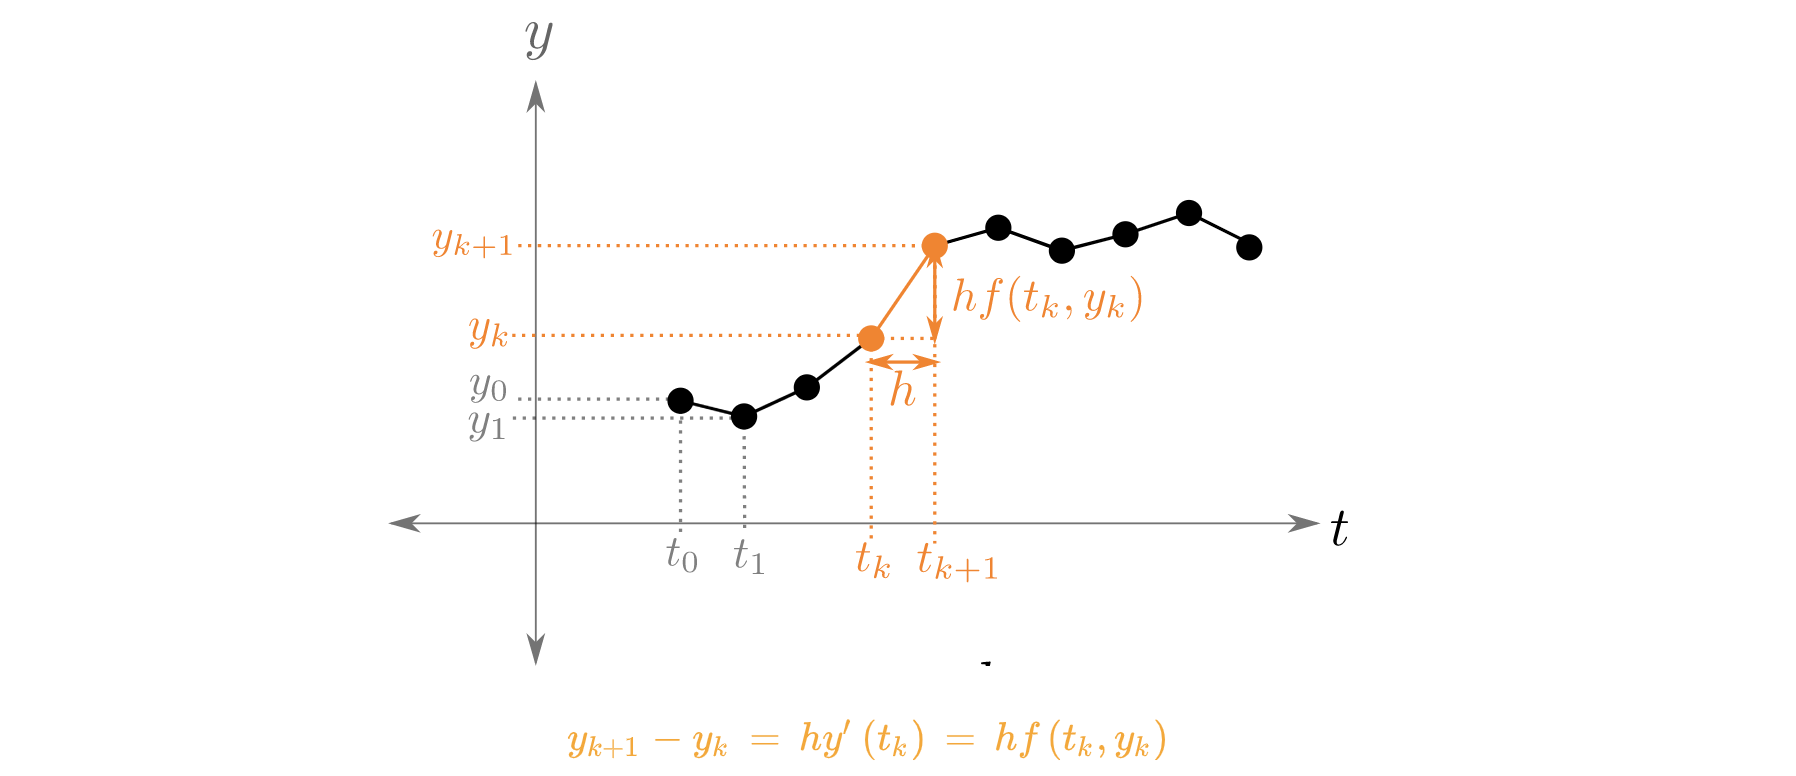 y
y_{k+1}
hf(t_k, y_k)
y_k
h
y_0
y_1
t
t_0 t_1 t_k t_{k+1}
y_{k+1} − y_k = hy′(t_k) = hf(t_k, y_k)